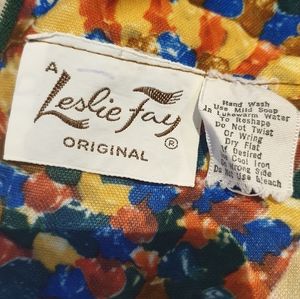 A
Leslie Fay
ORIGINAL ®
Hand Wash
In Use Mild Soap
Lukewarm Water
To Reshape
Do Not Twist
Or Wring
Dry Flat
If Desired
Cool Iron
On Wrong Side
Do Not Use Bleach